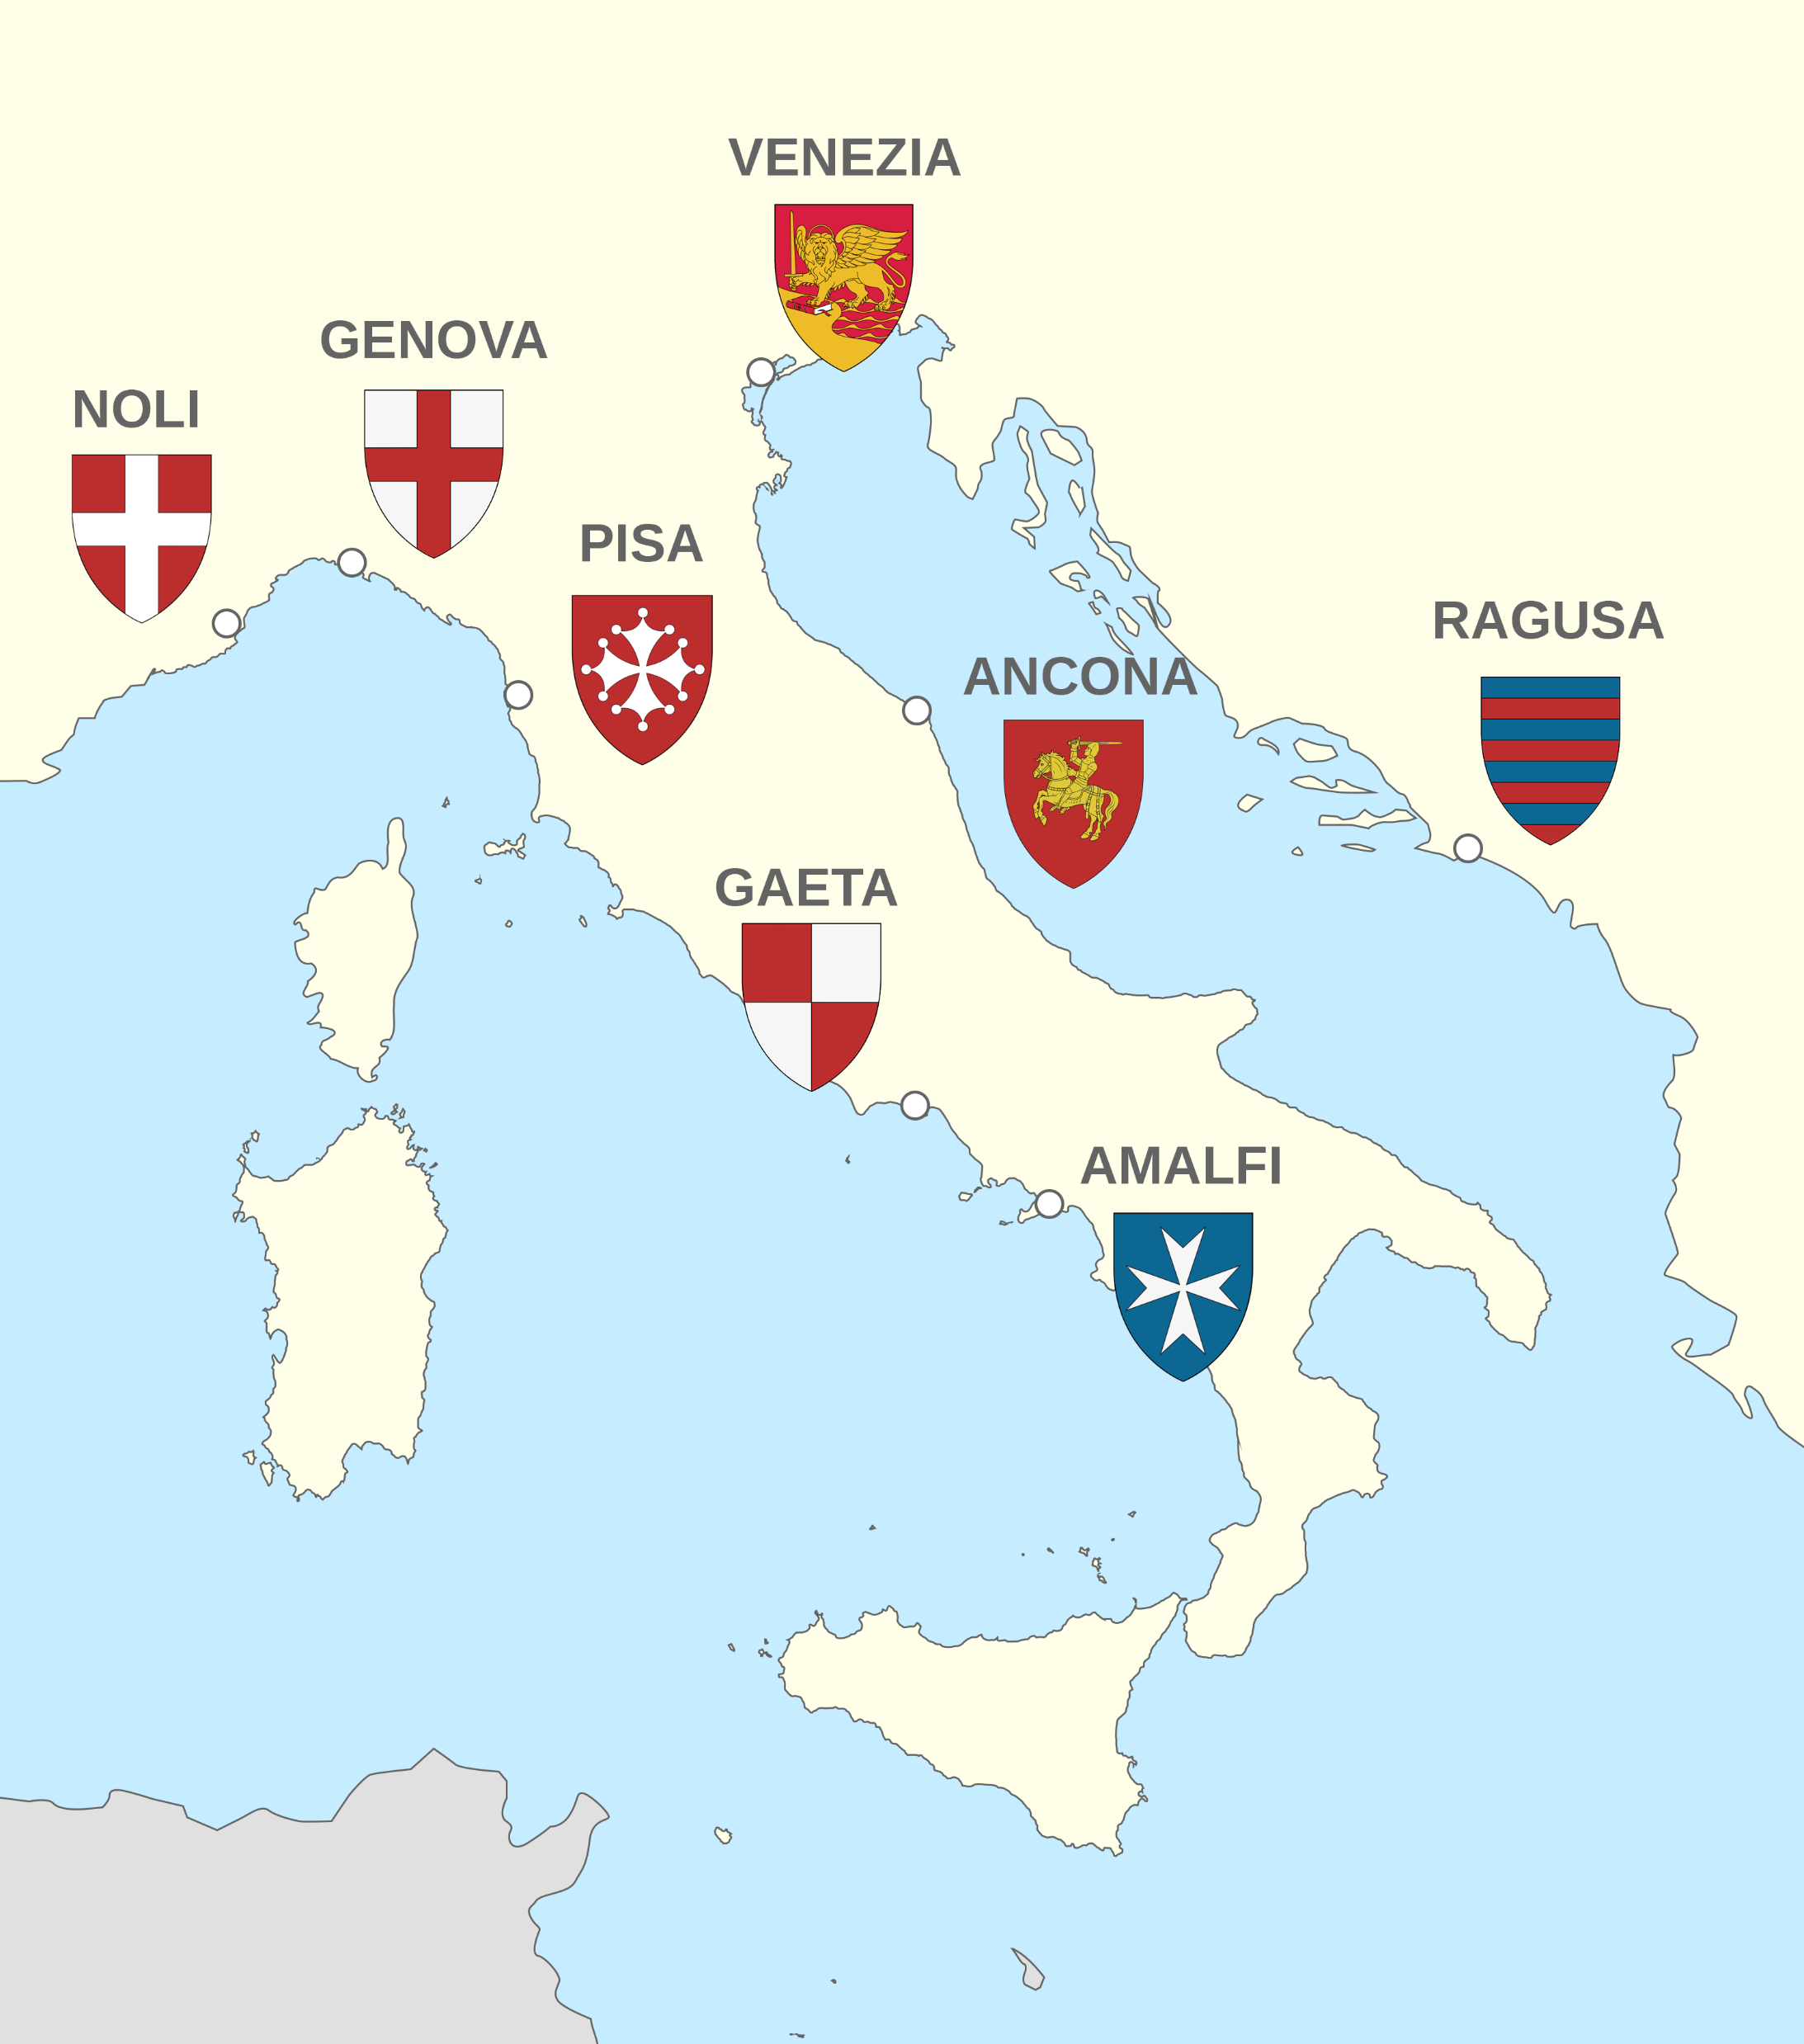 VENEZIA
GENOVA
NOLI
PISA
RAGUSA
ANCONA
GAETA
AMALFI